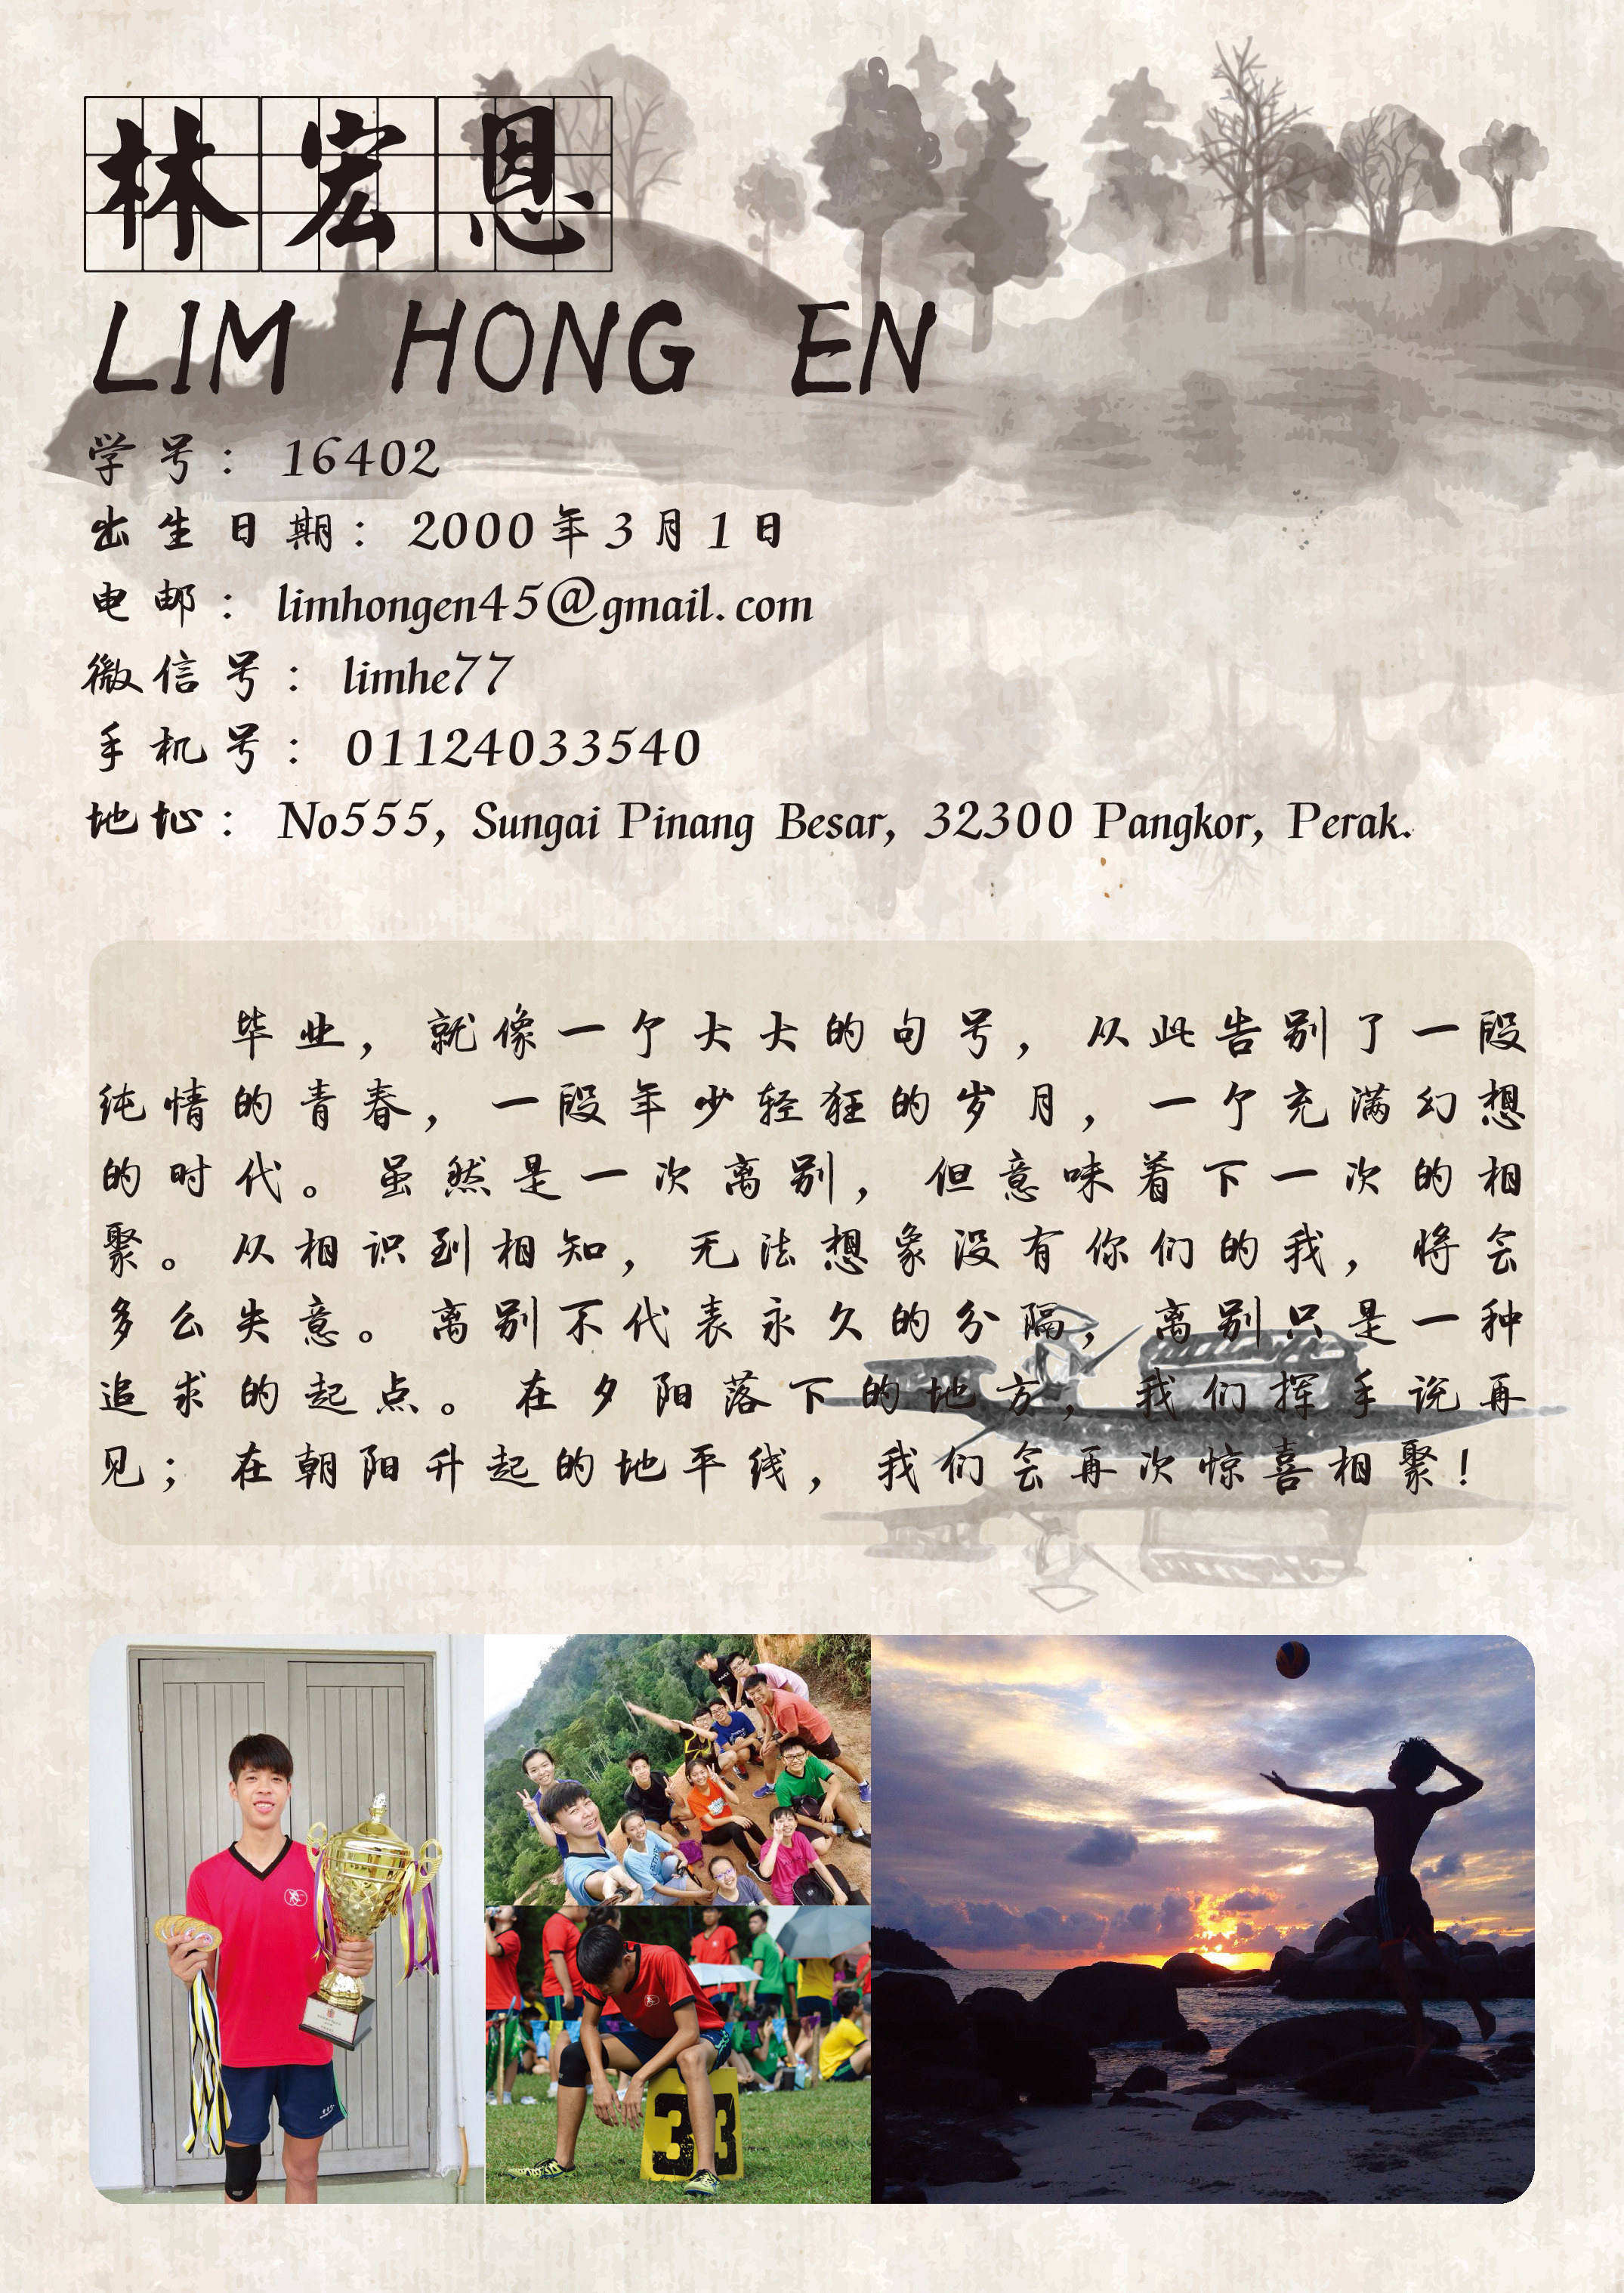 林宏恩
LIM HONG EN
学号：16402
出生日期：2000年3月1日
电邮：limhongen45@gmail.com
微信号：limhe77
手机号：01124033540
地址：No555, Sungai Pinang Besar, 32300 Pangkor, Perak.
毕业，就像一个大大的句号，从此告别了一段
纯情的青春，一段年少轻狂的岁月，一个充满幻想
的时代。虽然是一次离别，但意味着下一次的相
聚。从相识到相知，无法想象没有你们的我，将会
多么失意。离别不代表永久的分隔，离别只是一种
追求的起点。在夕阳落下的地方，我们挥手说再
见；在朝阳升起的地平线，我们会再次惊喜相聚！
33